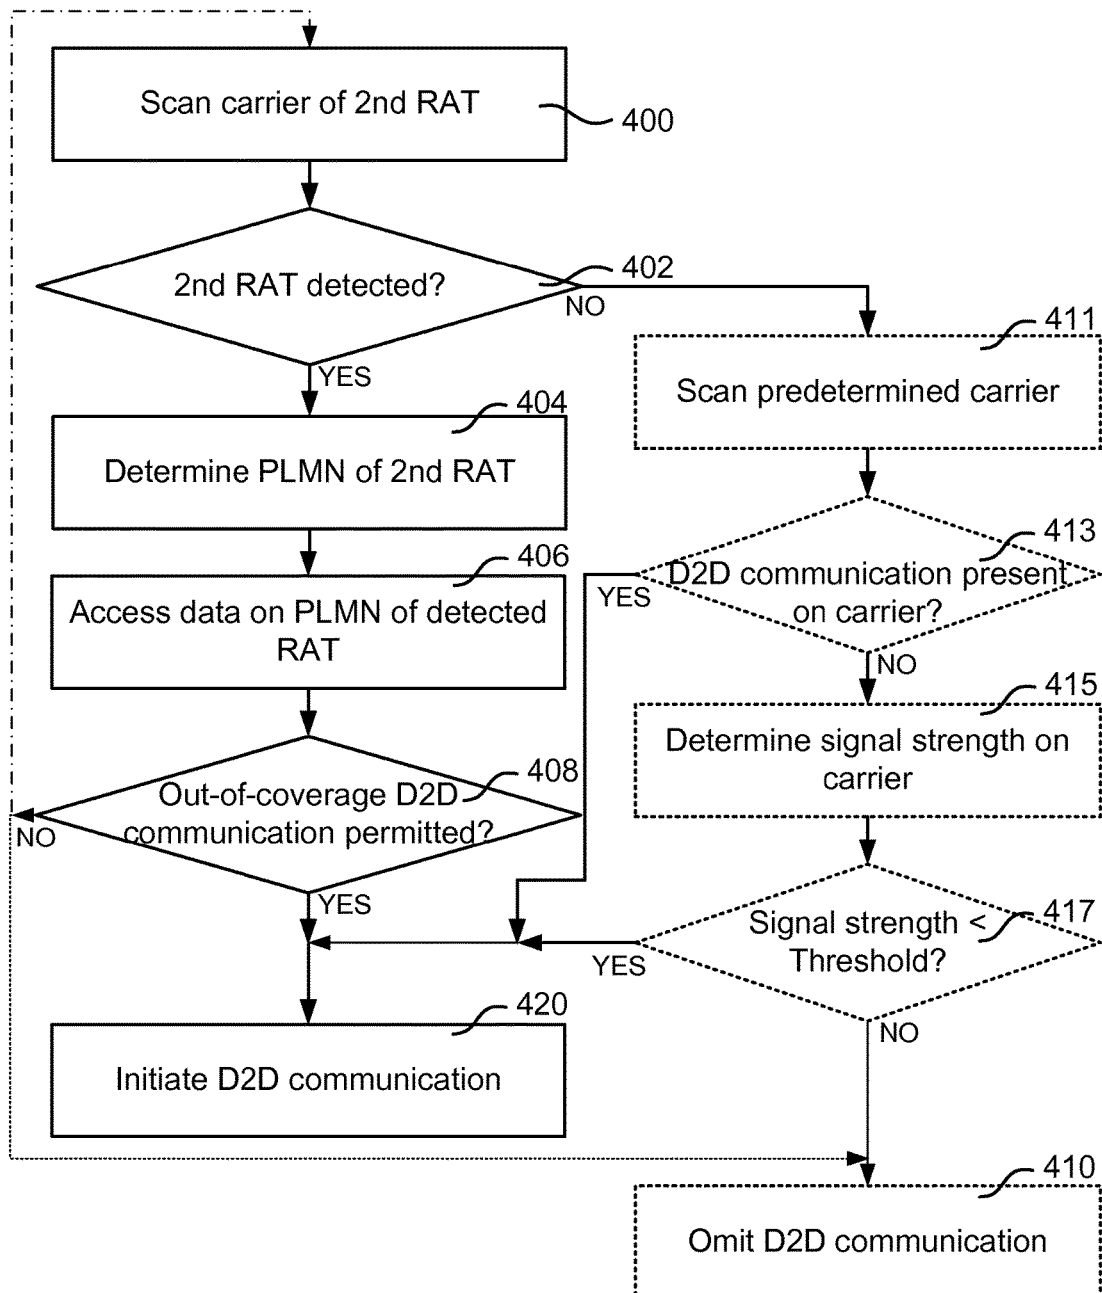 Scan carrier of 2nd RAT
400
2nd RAT detected?
402
NO
YES
411
Scan predetermined carrier
404
Determine PLMN of 2nd RAT
413
D2D communication present
on carrier?
YES
NO
406
Access data on PLMN of detected
RAT
415
Determine signal strength on
carrier
408
Out-of-coverage D2D
communication permitted?
NO
YES
417
Signal strength <
Threshold?
YES
NO
420
Initiate D2D communication
410
Omit D2D communication